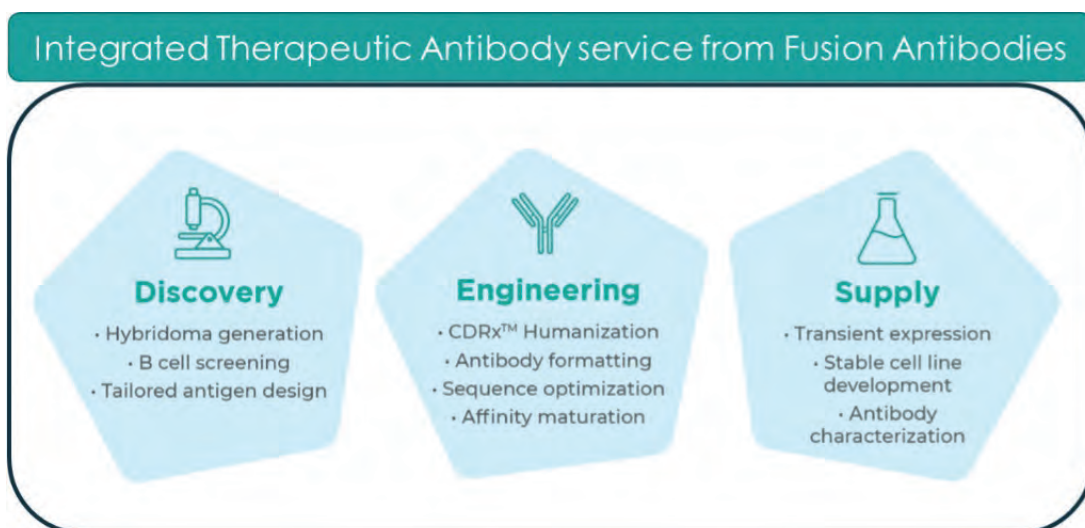 Integrated Therapeutic Antibody service from Fusion Antibodies
Discovery
· Hybridoma generation
· B cell screening
· Tailored antigen design
Engineering
· CDRx™ Humanization
· Antibody formatting
· Sequence optimization
· Affinity maturation
Supply
· Transient expression
· Stable cell line
development
· Antibody
characterization